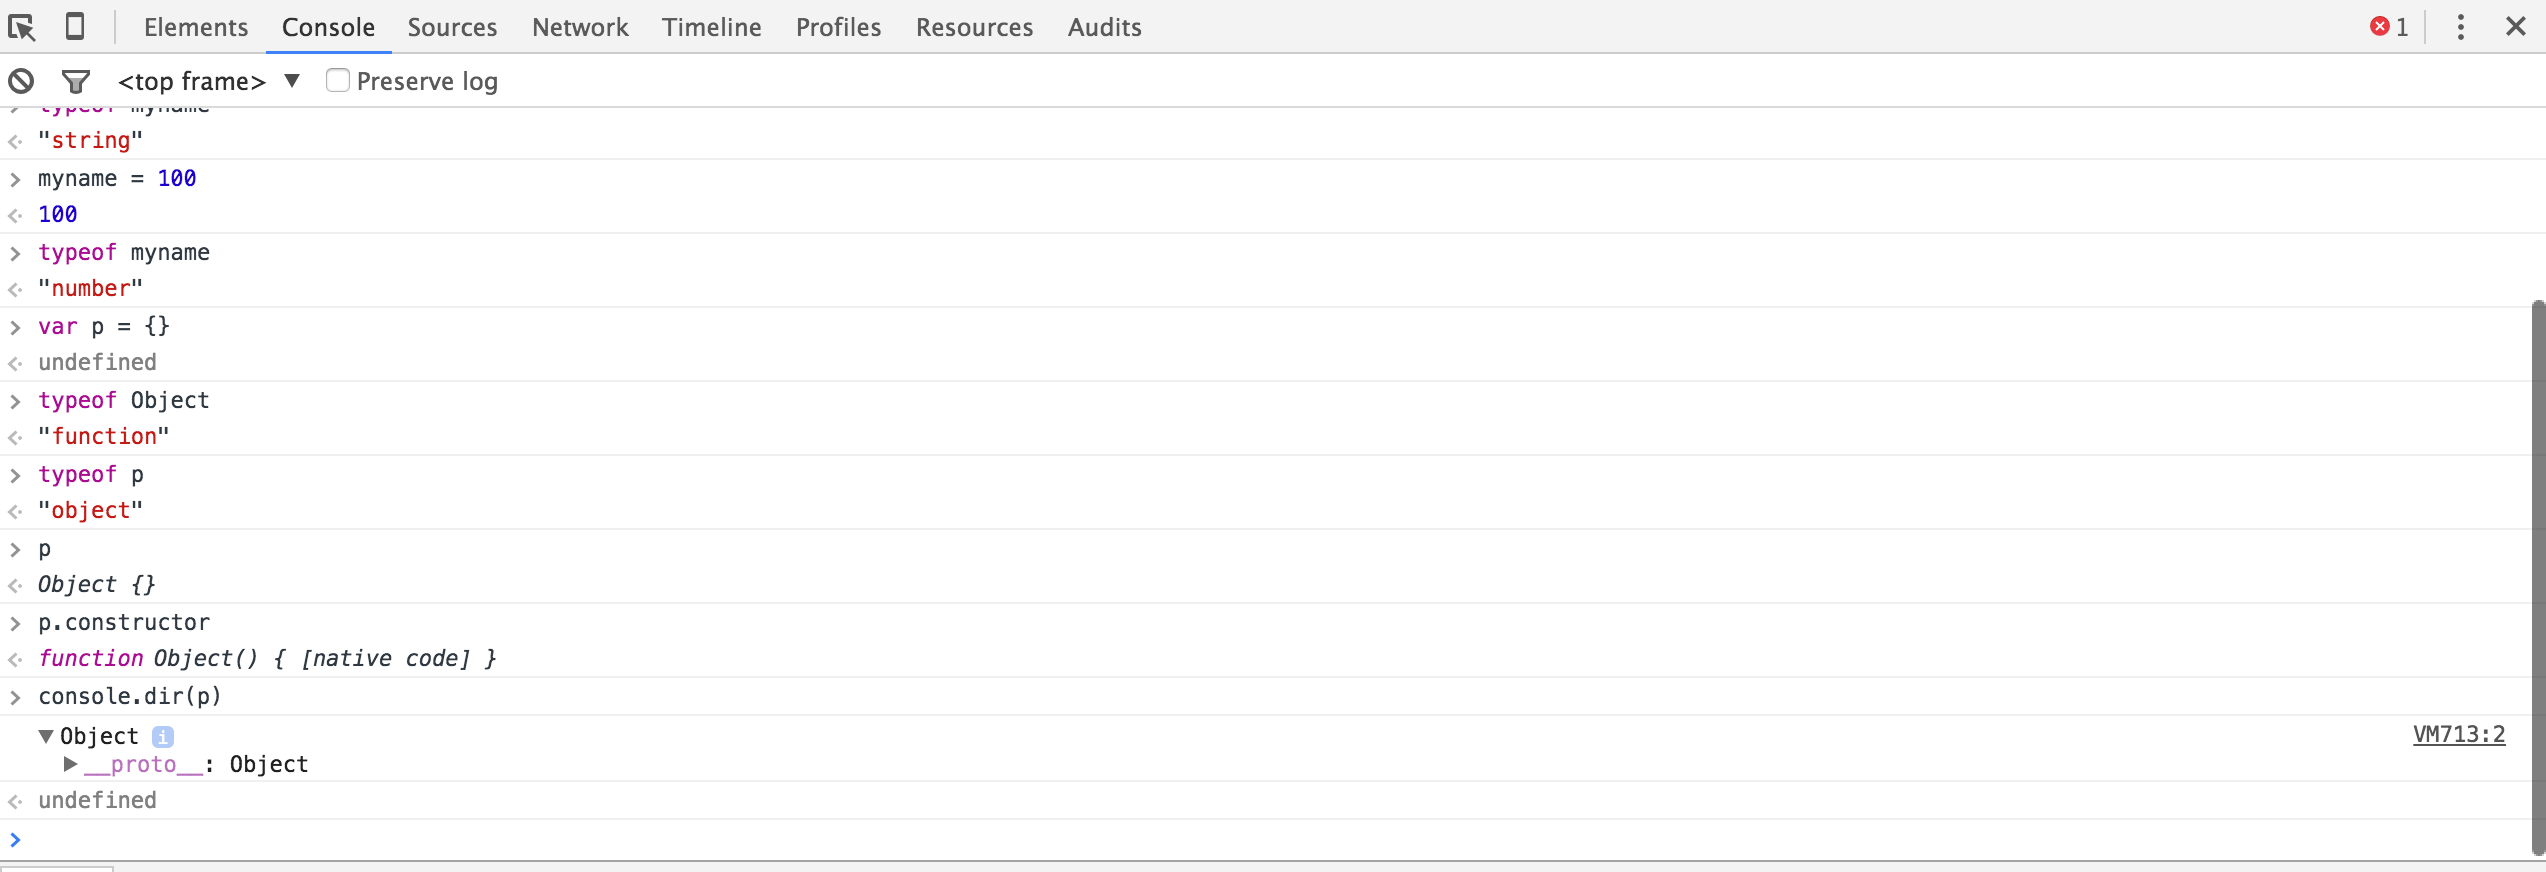 Elements Console Sources Network Timeline Profiles Resources Audits 1
<top frame> Preserve log
typeof myname
"string"
myname = 100
100
typeof myname
"number"
var p = {}
undefined
typeof Object
"function"
typeof p
"object"
p
Object {}
p.constructor
function Object() { [native code] }
console.dir(p)
Object i VM713:2
__proto__: Object
undefined